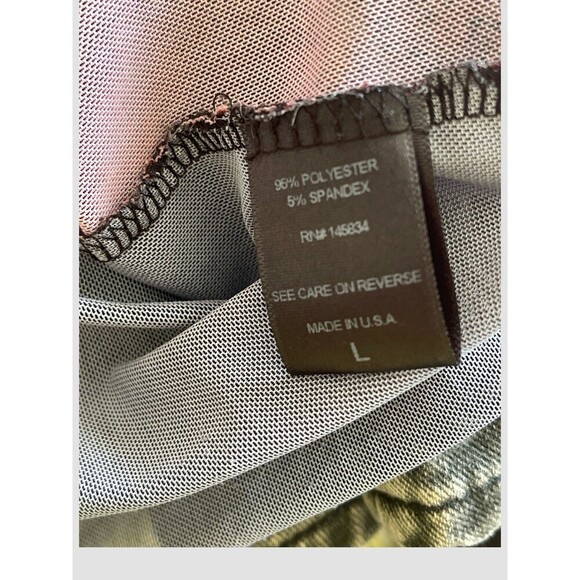 95% POLYESTER
5% SPANDEX
RN# 145834
SEE CARE ON REVERSE
MADE IN U.S.A.
L